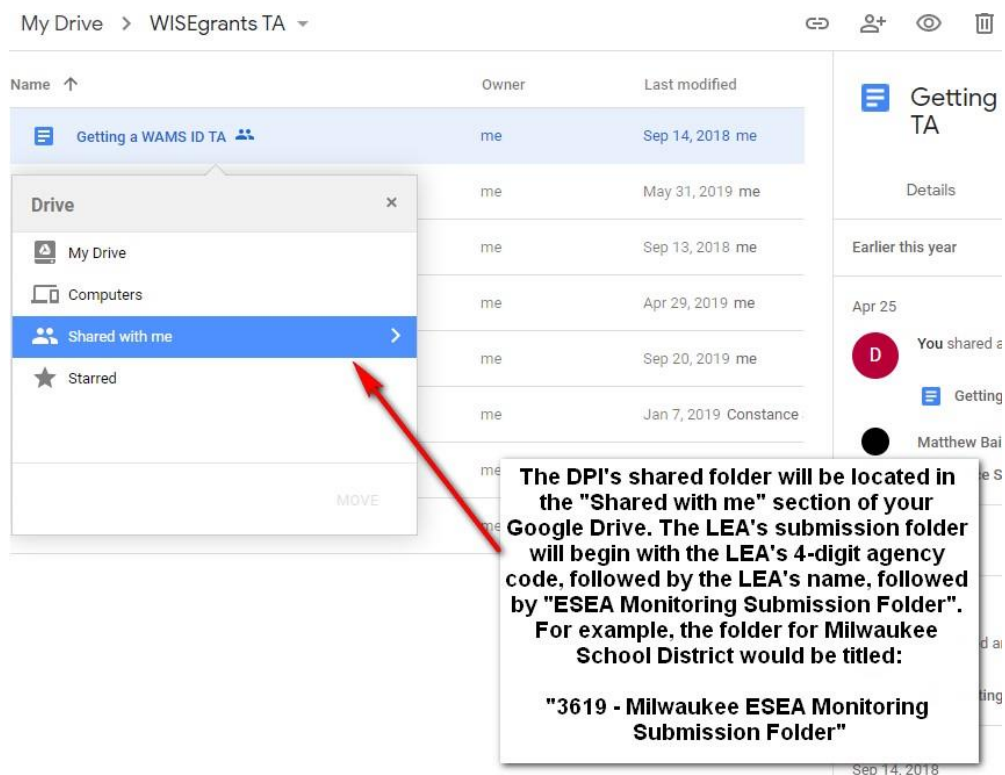 My Drive > WISEgrants TA
Name Owner Last modified
Getting a WAMS ID TA me Sep 14, 2018 me
me May 31, 2019 me
me Sep 13, 2018 me
me Apr 29, 2019 me
me Sep 20, 2019 me
me Jan 7, 2019 Constance
me
me
Drive ×
My Drive
Computers
Shared with me
Starred
MOVE
Getting
TA
Details
Earlier this year
Apr 25
D
You shared a
Getting
Matthew Bai
The DPI's shared folder will be located in
the "Shared with me" section of your
Google Drive. The LEA's submission folder
will begin with the LEA's 4-digit agency
code, followed by the LEA's name, followed
by "ESEA Monitoring Submission Folder".
For example, the folder for Milwaukee
School District would be titled:
"3619 - Milwaukee ESEA Monitoring
Submission Folder"
Sep 14, 2018